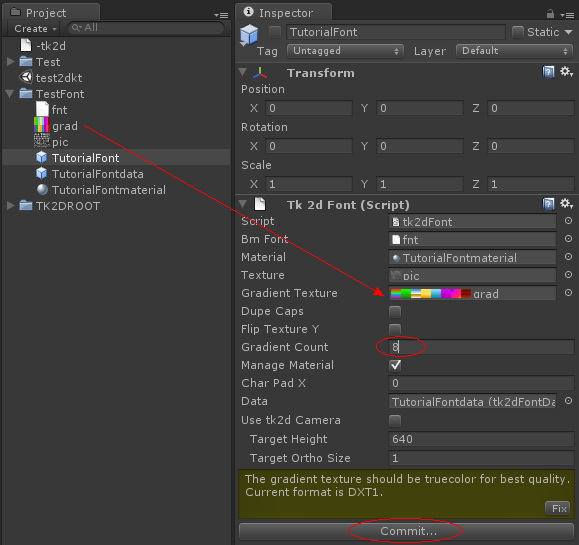 Project
Create
All
-tk2d
Test
test2dkt
TestFont
fnt
grad
pic
TutorialFont
TutorialFontdata
TutorialFontmaterial
TK2DROOT
Inspector
TutorialFont Static
Tag Untagged Layer Default
Transform
Position
X 0 Y 0 Z 0
Rotation
X 0 Y 0 Z 0
Scale
X 1 Y 1 Z 1
Tk 2d Font (Script)
Script tk2dFont
Bm Font fnt
Material TutorialFontmaterial
Texture pic
Gradient Texture grad
Dupe Caps
Flip Texture Y
Gradient Count 8
Manage Material
Char Pad X 0
Data TutorialFontdata (tk2dFontDa
Use tk2d Camera
Target Height 640
Target Ortho Size 1
The gradient texture should be truecolor for best quality.
Current format is DXT1.
Fix
Commit...